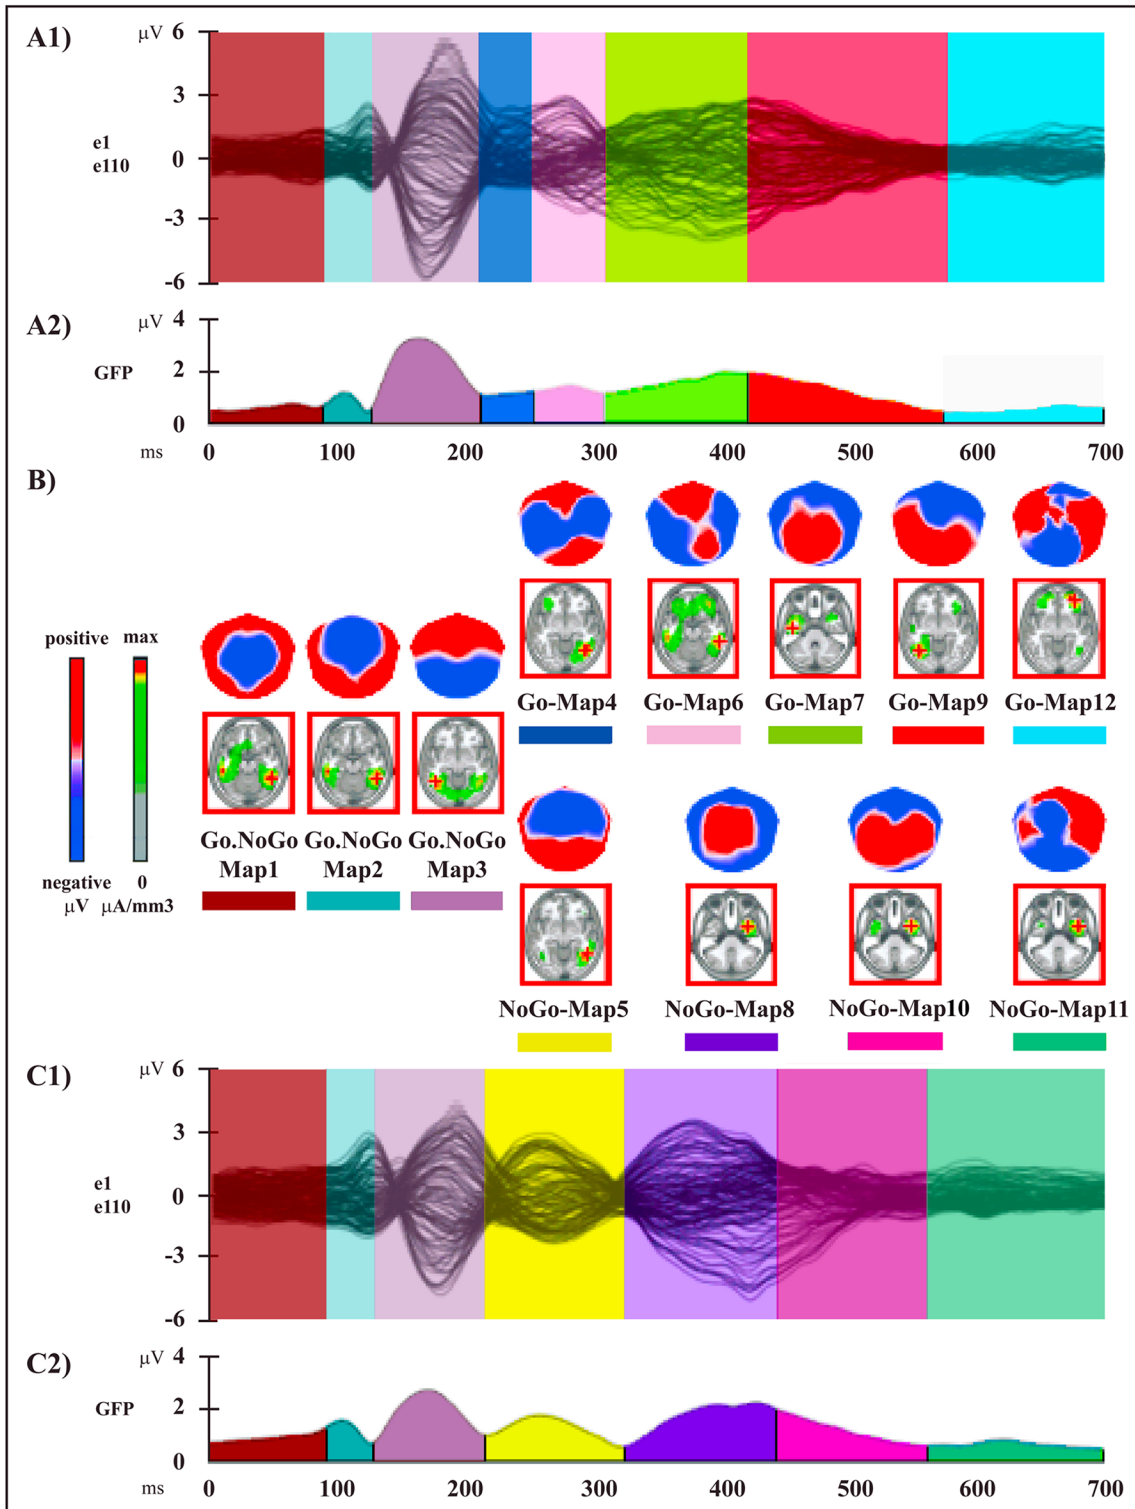 A1)
μV 6
3
e1
e110
0
-3
-6
A2)
μV 4
GFP
2
0
ms 0 100 200 300 400 500 600 700
B)
positive max
negative 0
μV μA/mm3
Go.NoGo Go.NoGo Go.NoGo
Map1 Map2 Map3
Go-Map4 Go-Map6 Go-Map7 Go-Map9 Go-Map12
NoGo-Map5 NoGo-Map8 NoGo-Map10 NoGo-Map11
C1)
μV 6
3
e1
e110
0
-3
-6
C2)
μV 4
GFP
2
0
ms 0 100 200 300 400 500 600 700